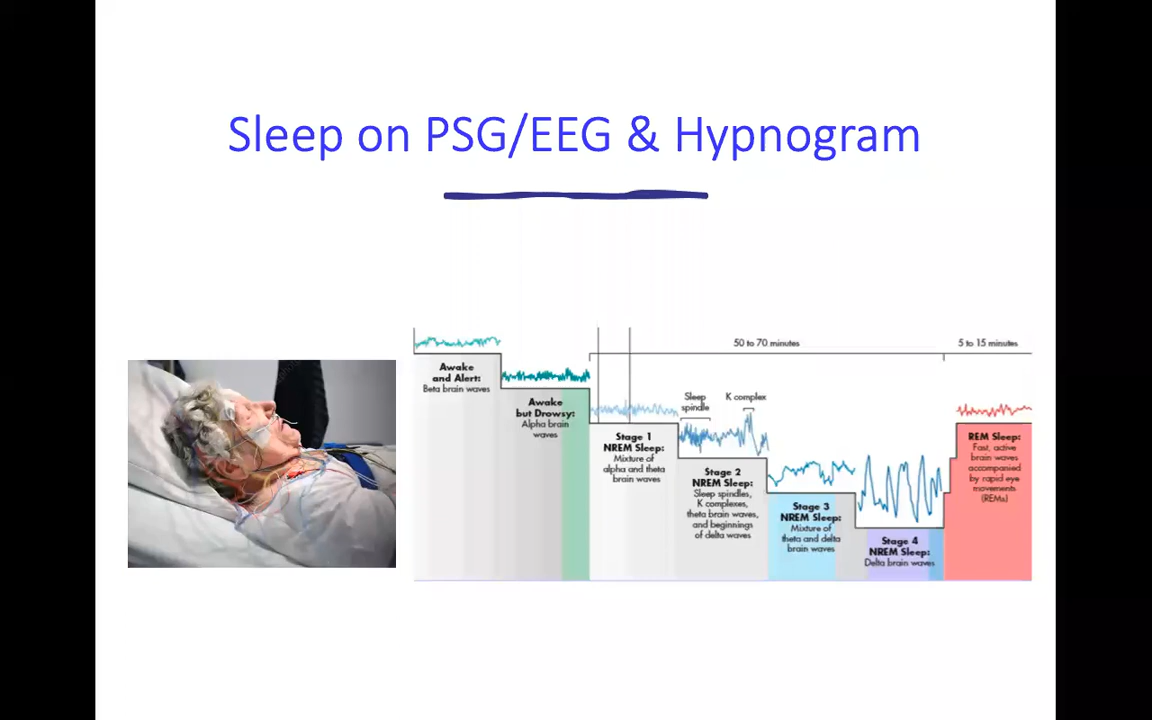 Sleep on PSG/EEG & Hypnogram
50 to 70 minutes
5 to 15 minutes
Awake
and Alert:
Beta brain waves
Awake
but Drowsy:
Alpha brain
waves
Stage 1
NREM Sleep:
Mixture of
alpha and theta
brain waves
Sleep
spindle
K complex
Stage 2
NREM Sleep:
Sleep spindles,
K complexes,
theta brain waves,
and beginnings
of delta waves
Stage 3
NREM Sleep:
Mixture of
theta and delta
brain waves
Stage 4
NREM Sleep:
Delta brain waves
REM Sleep:
Fast, active
brain waves
accompanied
by rapid eye
movements
(REMs)